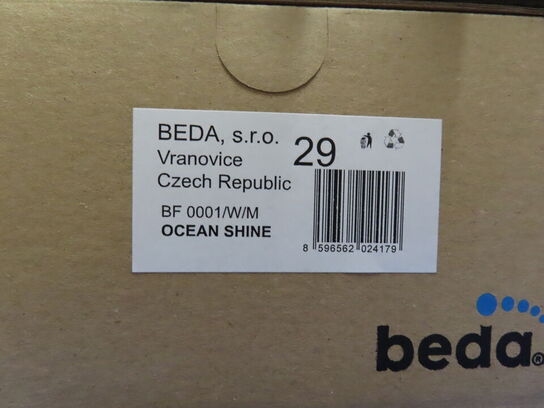 BEDA, s.r.o.
Vranovice
Czech Republic
29
BF 0001/W/M
OCEAN SHINE
8 596562 024179
beda®